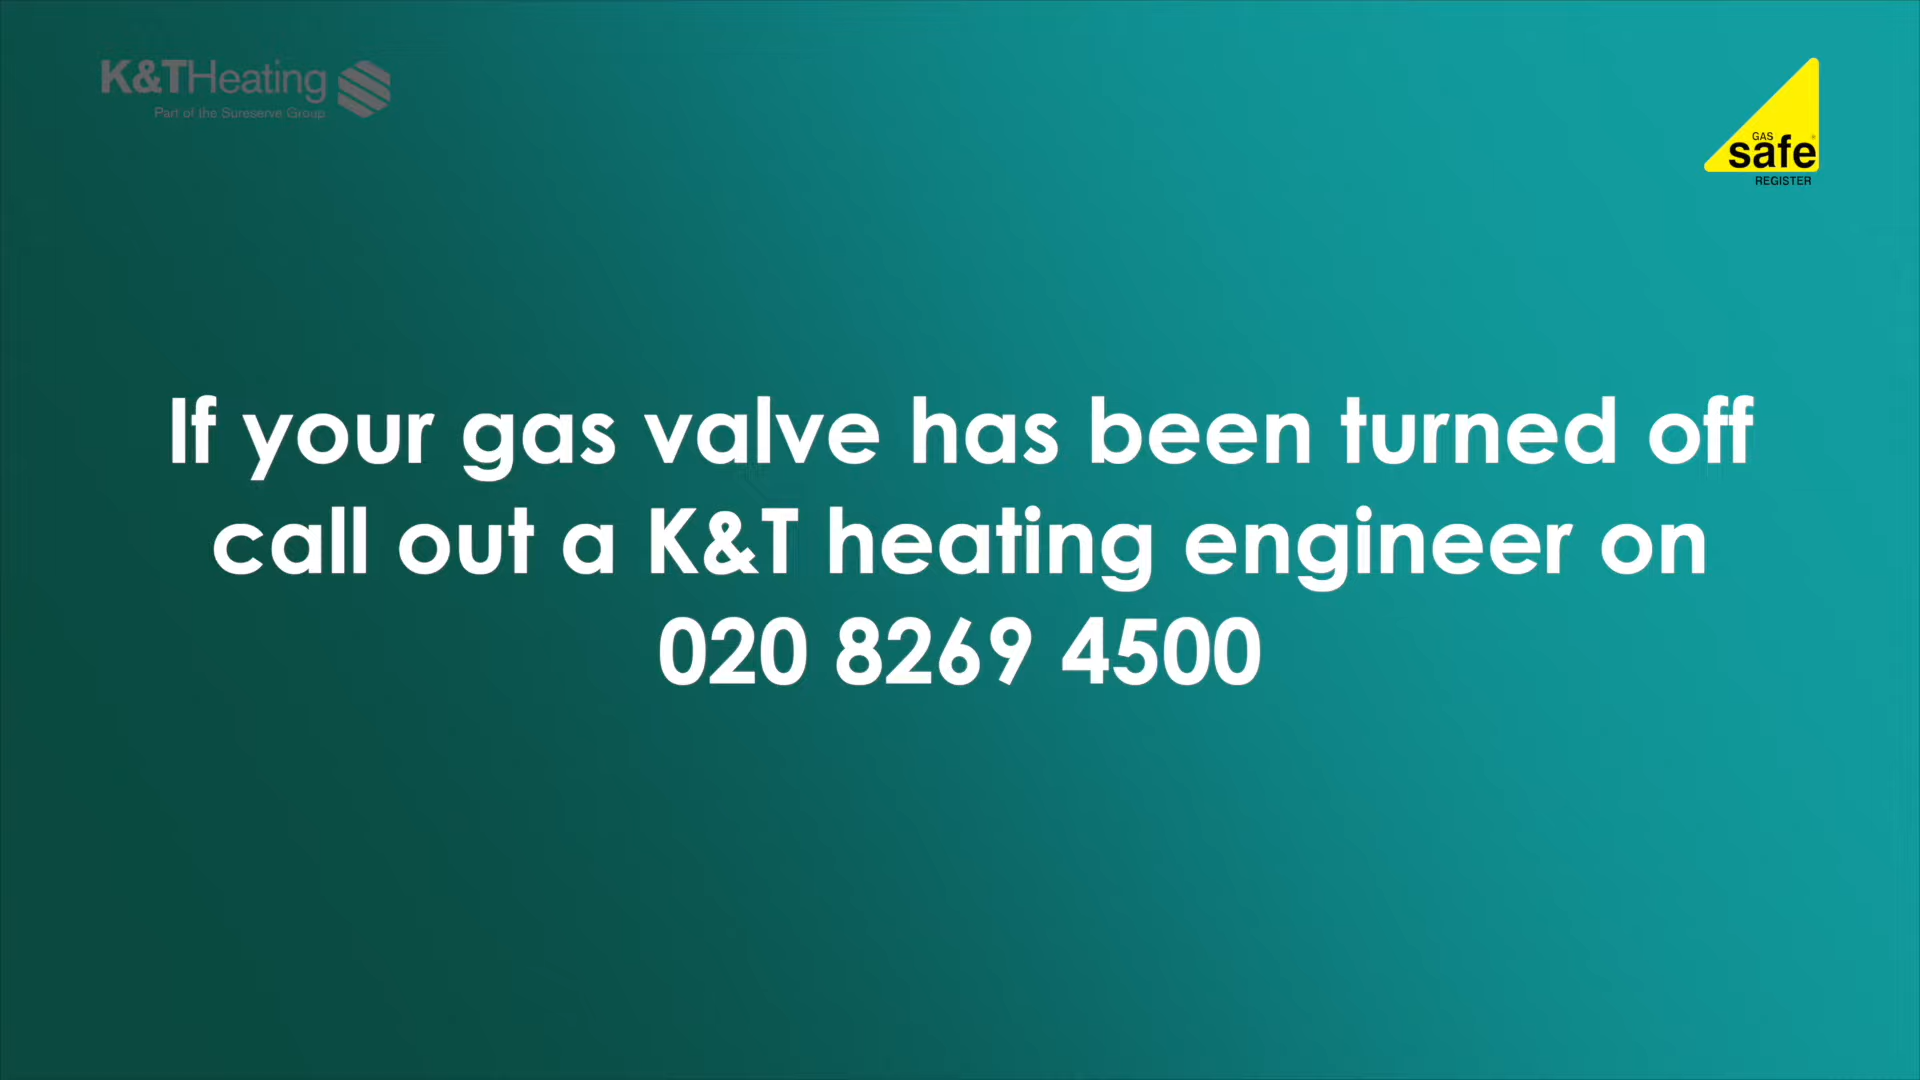 K&THeating
Part of the Sureserve Group
GAS
safe
REGISTER
If your gas valve has been turned off
call out a K&T heating engineer on
020 8269 4500